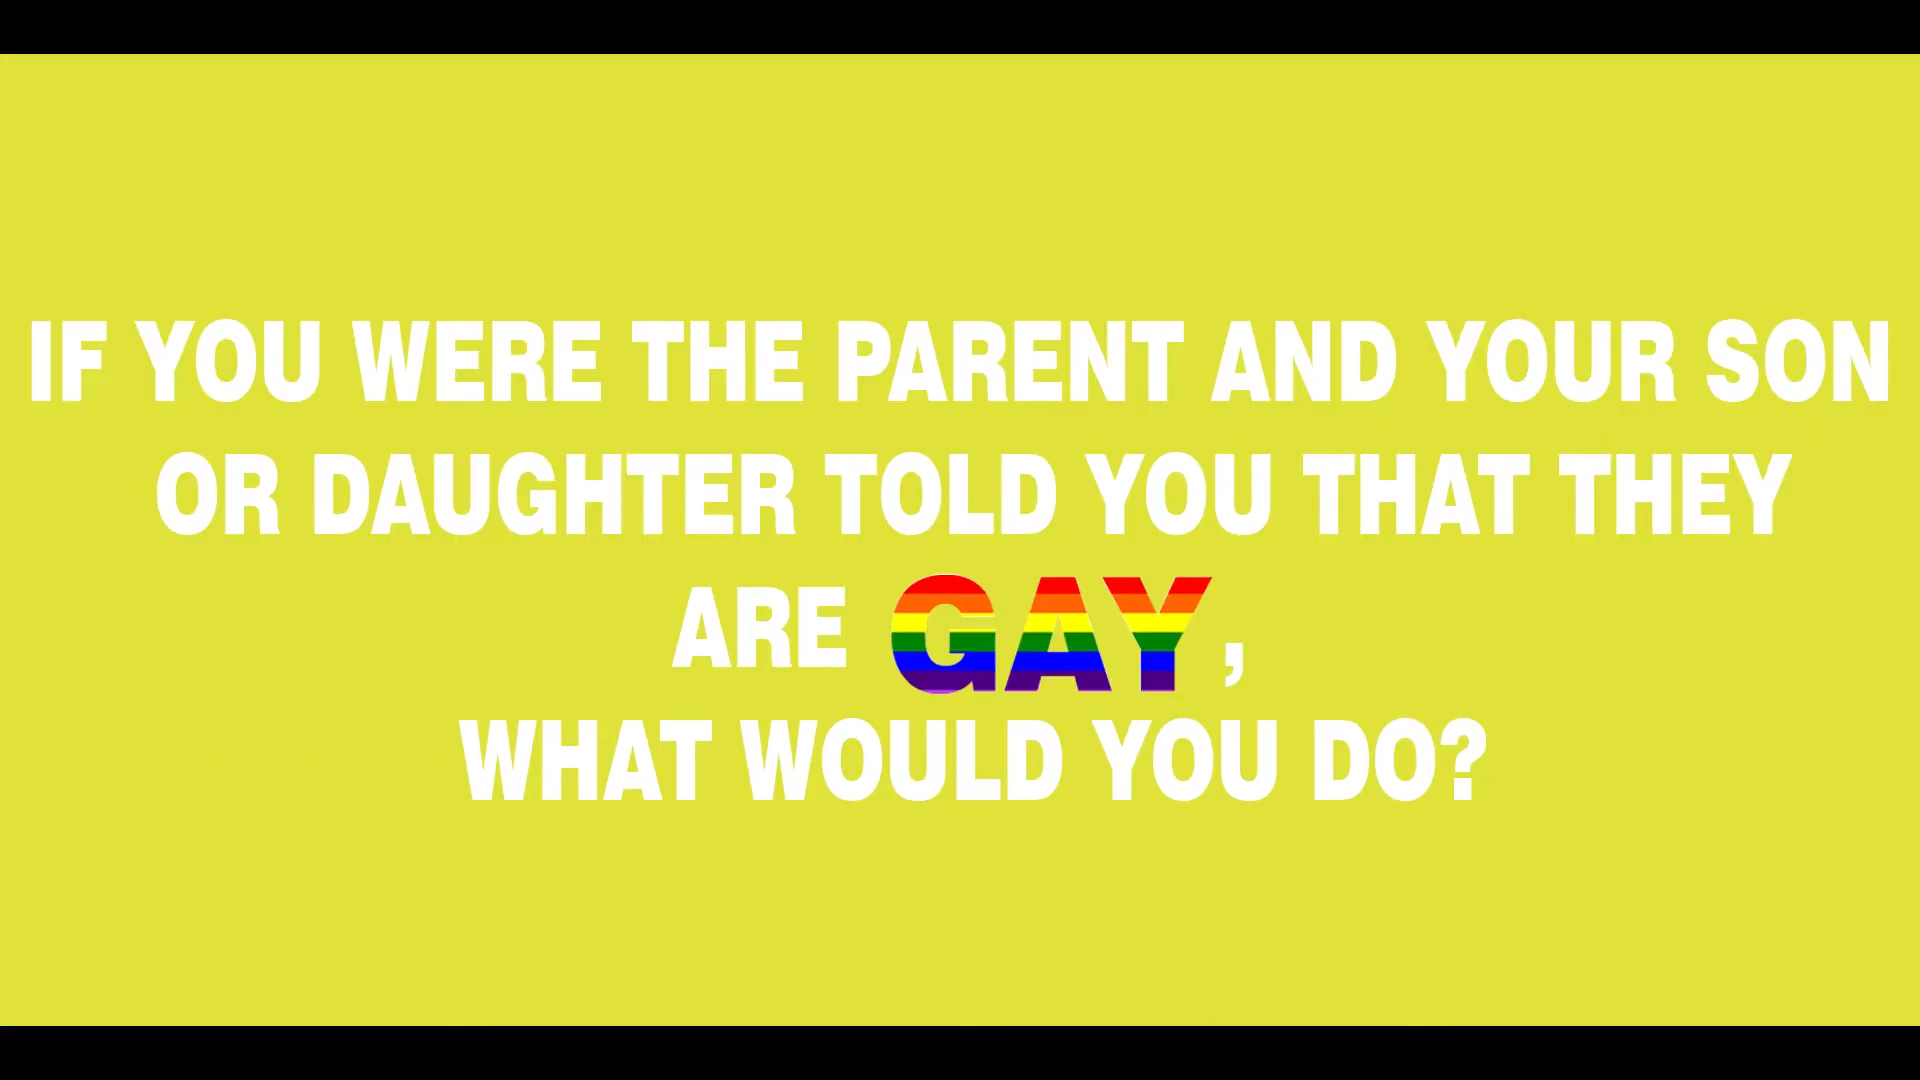 IF YOU WERE THE PARENT AND YOUR SON
OR DAUGHTER TOLD YOU THAT THEY
ARE GAY,
WHAT WOULD YOU DO?